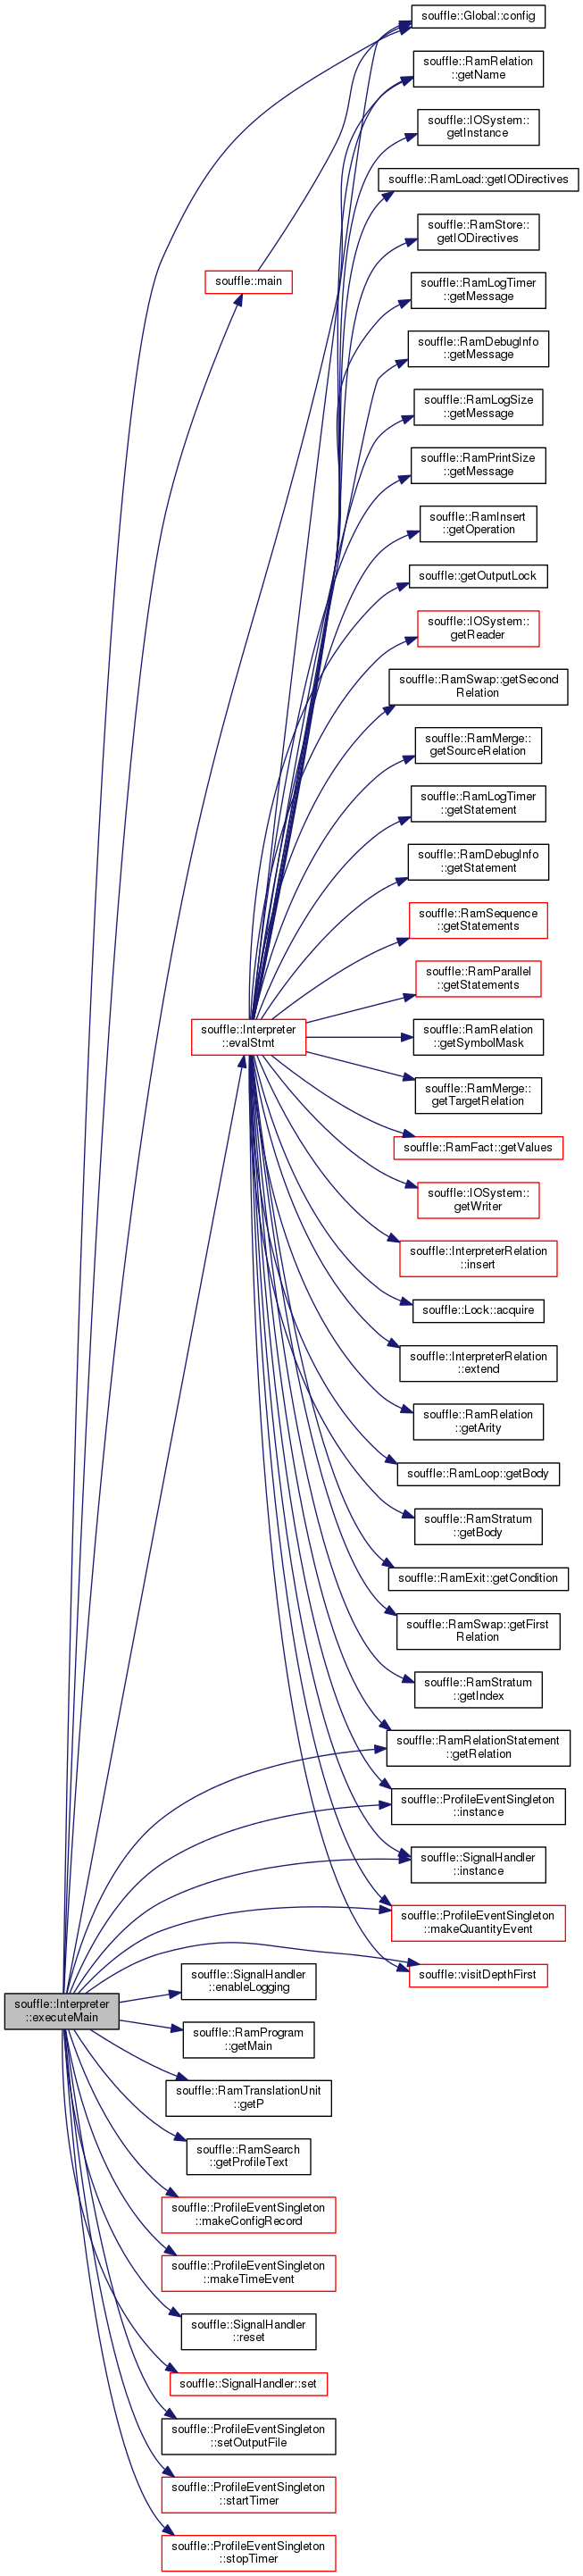 souffle::Global::config
souffle::RamRelation
::getName
souffle::IOSystem::
getInstance
souffle::RamLoad::getIODirectives
souffle::RamStore::
getIODirectives
souffle::main
souffle::RamLogTimer
::getMessage
souffle::RamDebugInfo
::getMessage
souffle::RamLogSize
::getMessage
souffle::RamPrintSize
::getMessage
souffle::RamInsert
::getOperation
souffle::getOutputLock
souffle::IOSystem::
getReader
souffle::RamSwap::getSecond
Relation
souffle::RamMerge::
getSourceRelation
souffle::RamLogTimer
::getStatement
souffle::RamDebugInfo
::getStatement
souffle::RamSequence
::getStatements
souffle::RamParallel
::getStatements
souffle::Interpreter
::evalStmt
souffle::RamRelation
::getSymbolMask
souffle::RamMerge::
getTargetRelation
souffle::RamFact::getValues
souffle::IOSystem::
getWriter
souffle::InterpreterRelation
::insert
souffle::Lock::acquire
souffle::InterpreterRelation
::extend
souffle::RamRelation
::getArity
souffle::RamLoop::getBody
souffle::RamStratum
::getBody
souffle::RamExit::getCondition
souffle::RamSwap::getFirst
Relation
souffle::RamStratum
::getIndex
souffle::RamRelationStatement
::getRelation
souffle::ProfileEventSingleton
::instance
souffle::SignalHandler
::instance
souffle::ProfileEventSingleton
::makeQuantityEvent
souffle::visitDepthFirst
souffle::Interpreter
::executeMain
souffle::SignalHandler
::enableLogging
souffle::RamProgram
::getMain
souffle::RamTranslationUnit
::getP
souffle::RamSearch
::getProfileText
souffle::ProfileEventSingleton
::makeConfigRecord
souffle::ProfileEventSingleton
::makeTimeEvent
souffle::SignalHandler
::reset
souffle::SignalHandler::set
souffle::ProfileEventSingleton
::setOutputFile
souffle::ProfileEventSingleton
::startTimer
souffle::ProfileEventSingleton
::stopTimer